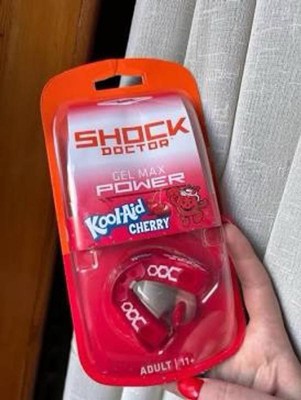 SHOCK
DOCTOR
GEL MAX
POWER
Kool-Aid
CHERRY
ADULT | 11+